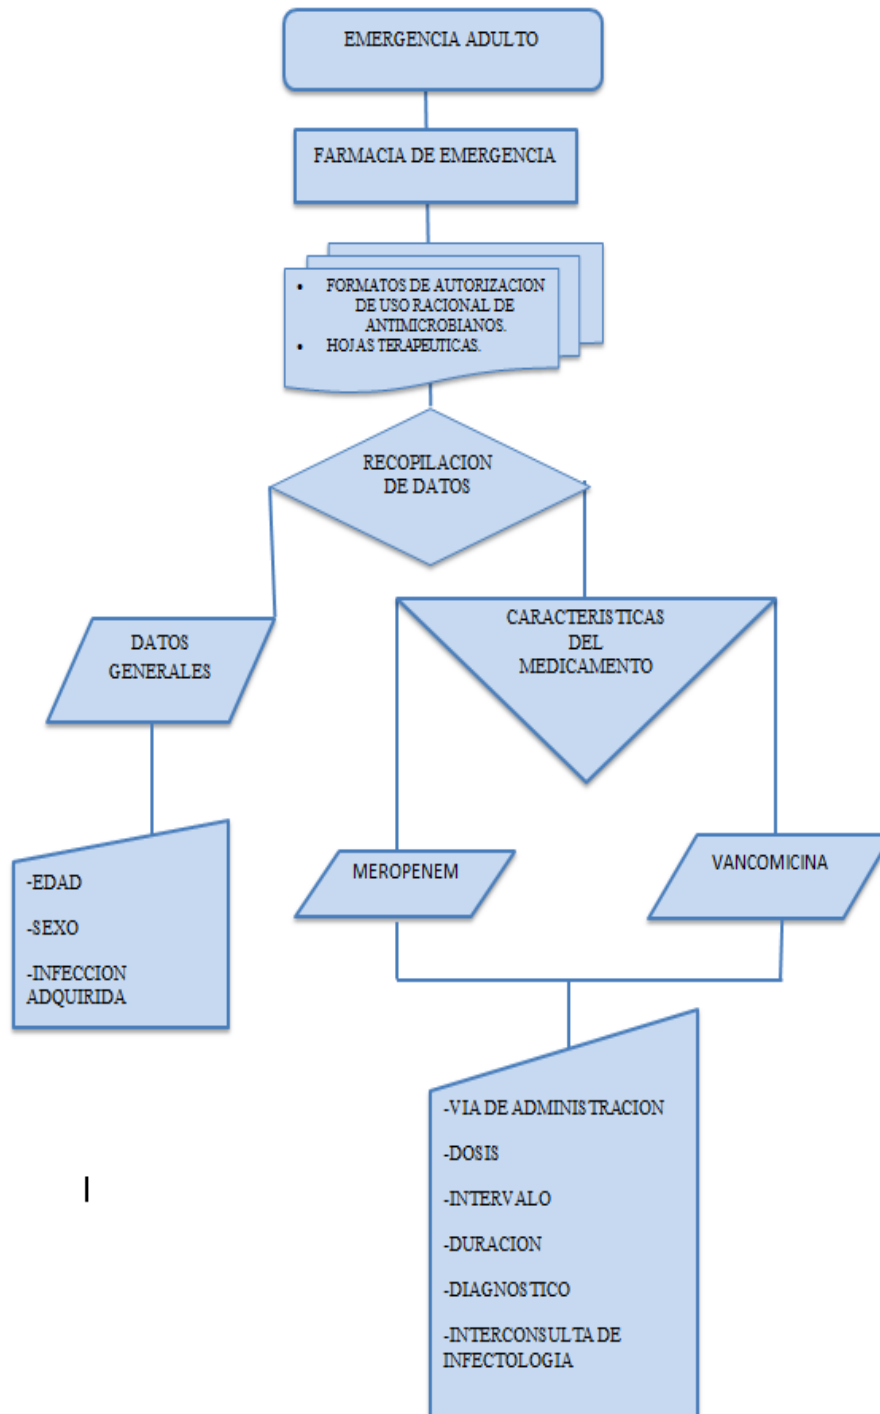 EMERGENCIA ADULTO
FARMACIA DE EMERGENCIA
• FORMATOS DE AUTORIZACION
DE USO RACIONAL DE
ANTIMICROBIANOS.
• HOJAS TERAPEUTICAS.
RECOPILACION
DE DATOS
DATOS
GENERALES
CARACTERISTICAS
DEL
MEDICAMENTO
-EDAD
-SEXO
-INFECCION
ADQUIRIDA
MEROPENEM
VANCOMICINA
-VIA DE ADMINISTRACION
-DOSIS
-INTERVALO
-DURACION
-DIAGNOSTICO
-INTERCONSULTA DE
INFECTOLOGIA